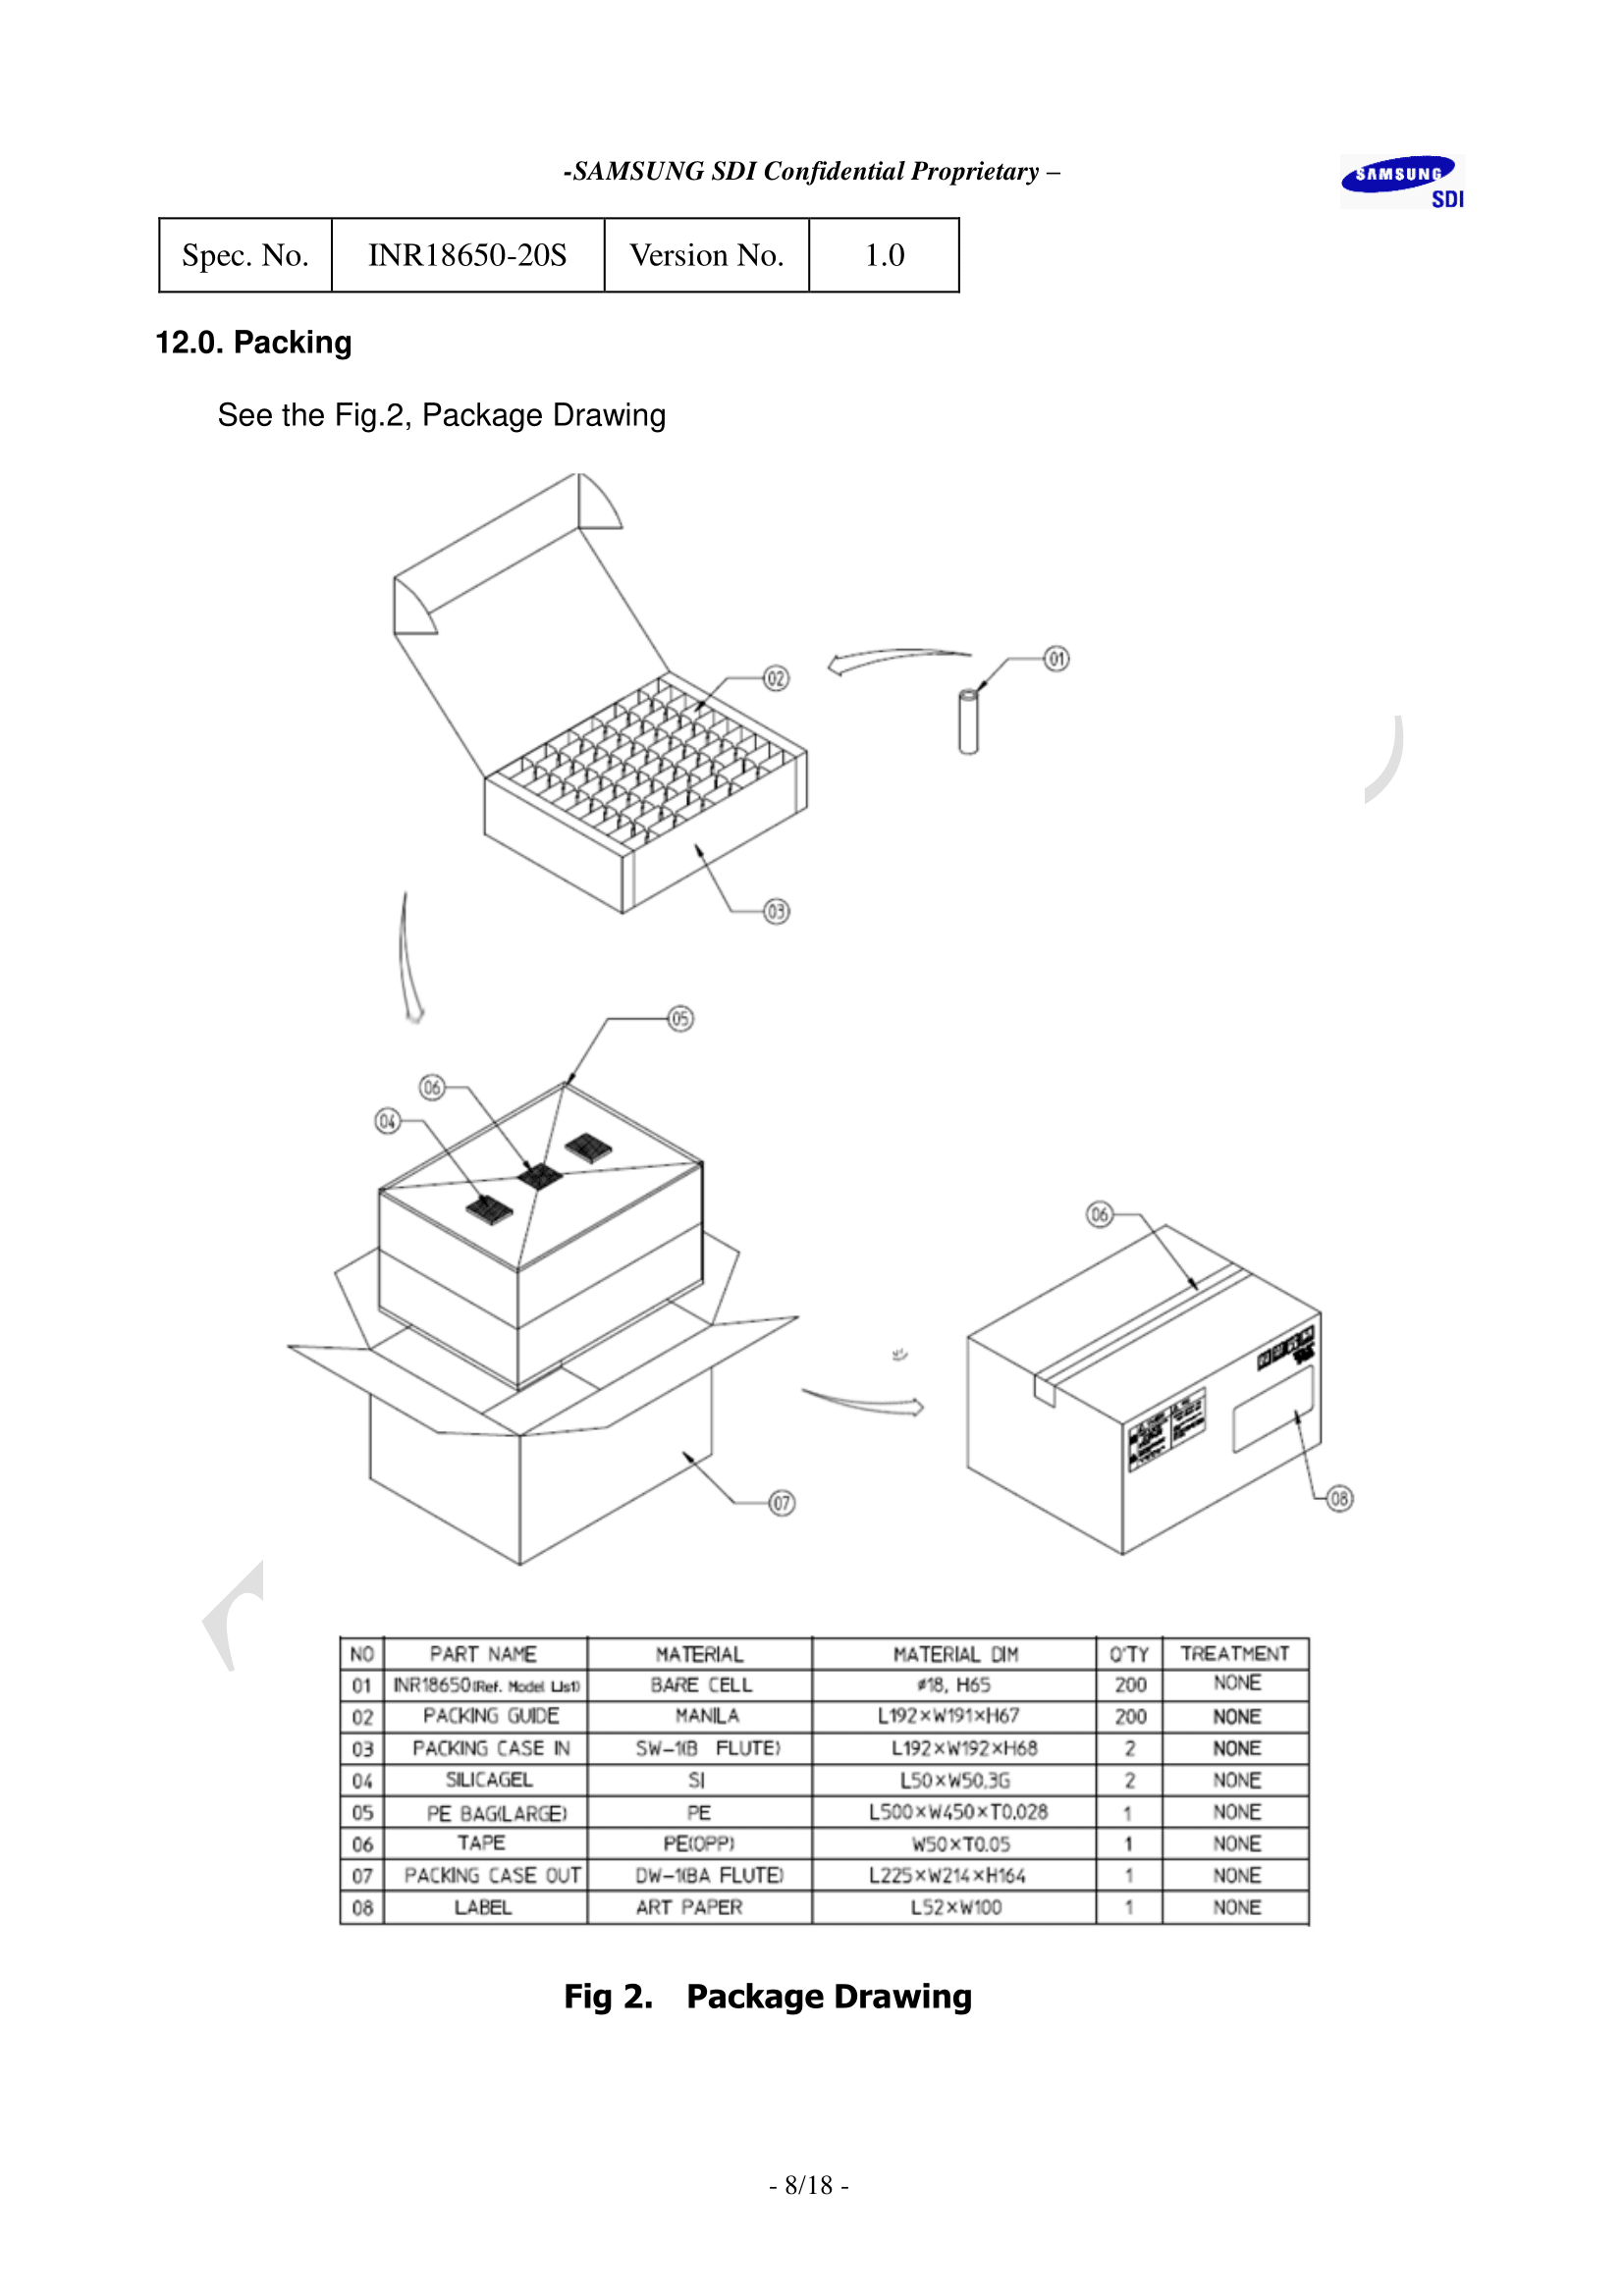 -SAMSUNG SDI Confidential Proprietary –
SAMSUNG
SDI
Spec. No. INR18650-20S Version No. 1.0
12.0. Packing
See the Fig.2, Package Drawing
01
02
03
05
06
04
06
07
08
NO PART NAME MATERIAL MATERIAL DIM Q'TY TREATMENT
01 INR18650(Ref. Model List) BARE CELL ø18, H65 200 NONE
02 PACKING GUIDE MANILA L192×W191×H67 200 NONE
03 PACKING CASE IN SW-1(B FLUTE) L192×W192×H68 2 NONE
04 SILICAGEL SI L50×W50,3G 2 NONE
05 PE BAG(LARGE) PE L500×W450×T0.028 1 NONE
06 TAPE PE(OPP) W50×T0.05 1 NONE
07 PACKING CASE OUT DW-1(BA FLUTE) L225×W214×H164 1 NONE
08 LABEL ART PAPER L52×W100 1 NONE
Fig 2. Package Drawing
- 8/18 -